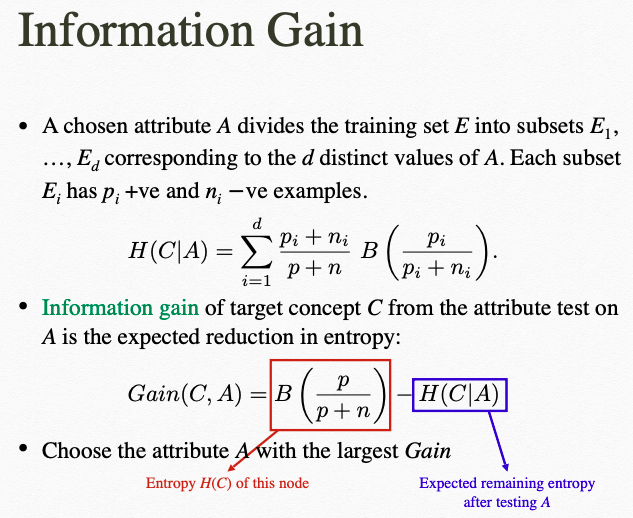 Information Gain
• A chosen attribute A divides the training set E into subsets E₁,
…, E_d corresponding to the d distinct values of A. Each subset
E_i has p_i +ve and n_i −ve examples.
H(C|A) = \sum_{i=1}^{d} \frac{p_i + n_i}{p + n} B \left( \frac{p_i}{p_i + n_i} \right).
• Information gain of target concept C from the attribute test on
A is the expected reduction in entropy:
Gain(C, A) = B \left( \frac{p}{p + n} \right) − H(C|A)
• Choose the attribute A with the largest Gain
Entropy H(C) of this node
Expected remaining entropy
after testing A